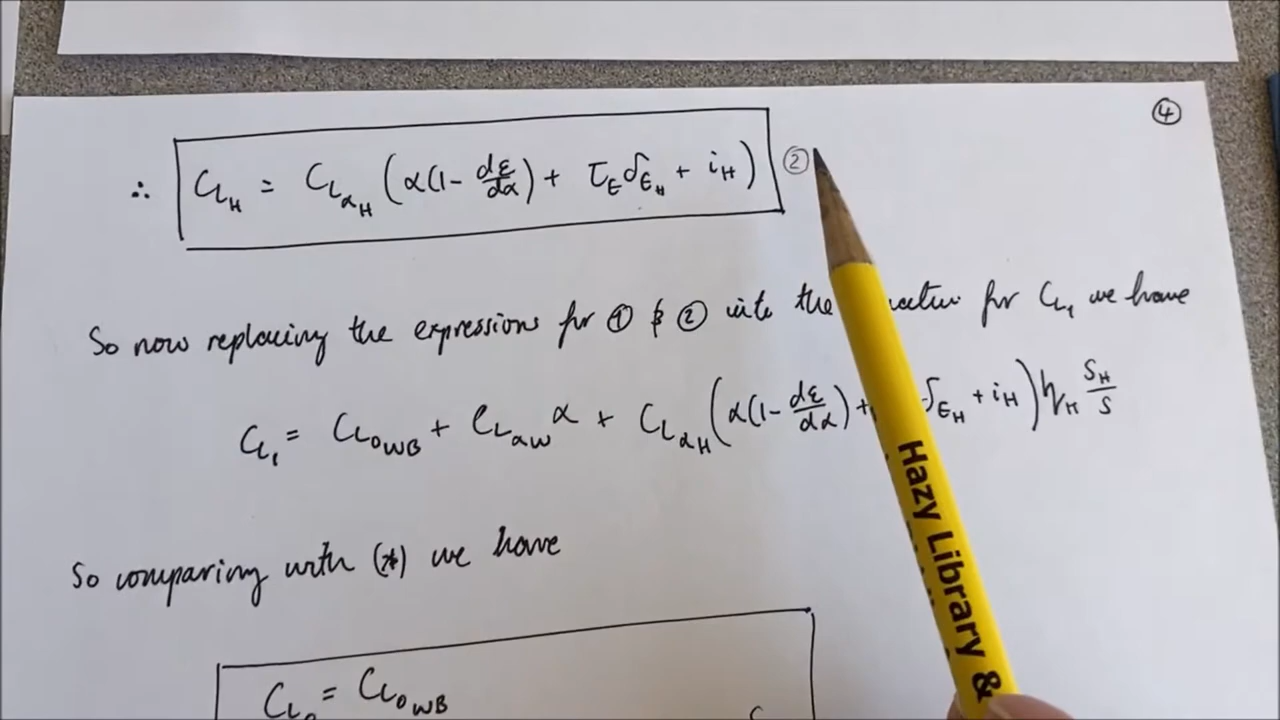 ④
∴ C_{L_H} = C_{L_{α_H}} (α(1 - dε/dα) + τ_E δ_{E_H} + i_H) ②
So now replacing the expressions for ① & ② into the for C_{L_1} we have
C_{L_1} = C_{L_{0_{WB}}} + C_{L_{α_W}} α + C_{L_{α_H}} (α(1 - dε/dα) + δ_{E_H} + i_H) η_H S_H/S
So comparing with (*) we have
C_{L_0} = C_{L_{0_{WB}}}
Hazy Library &